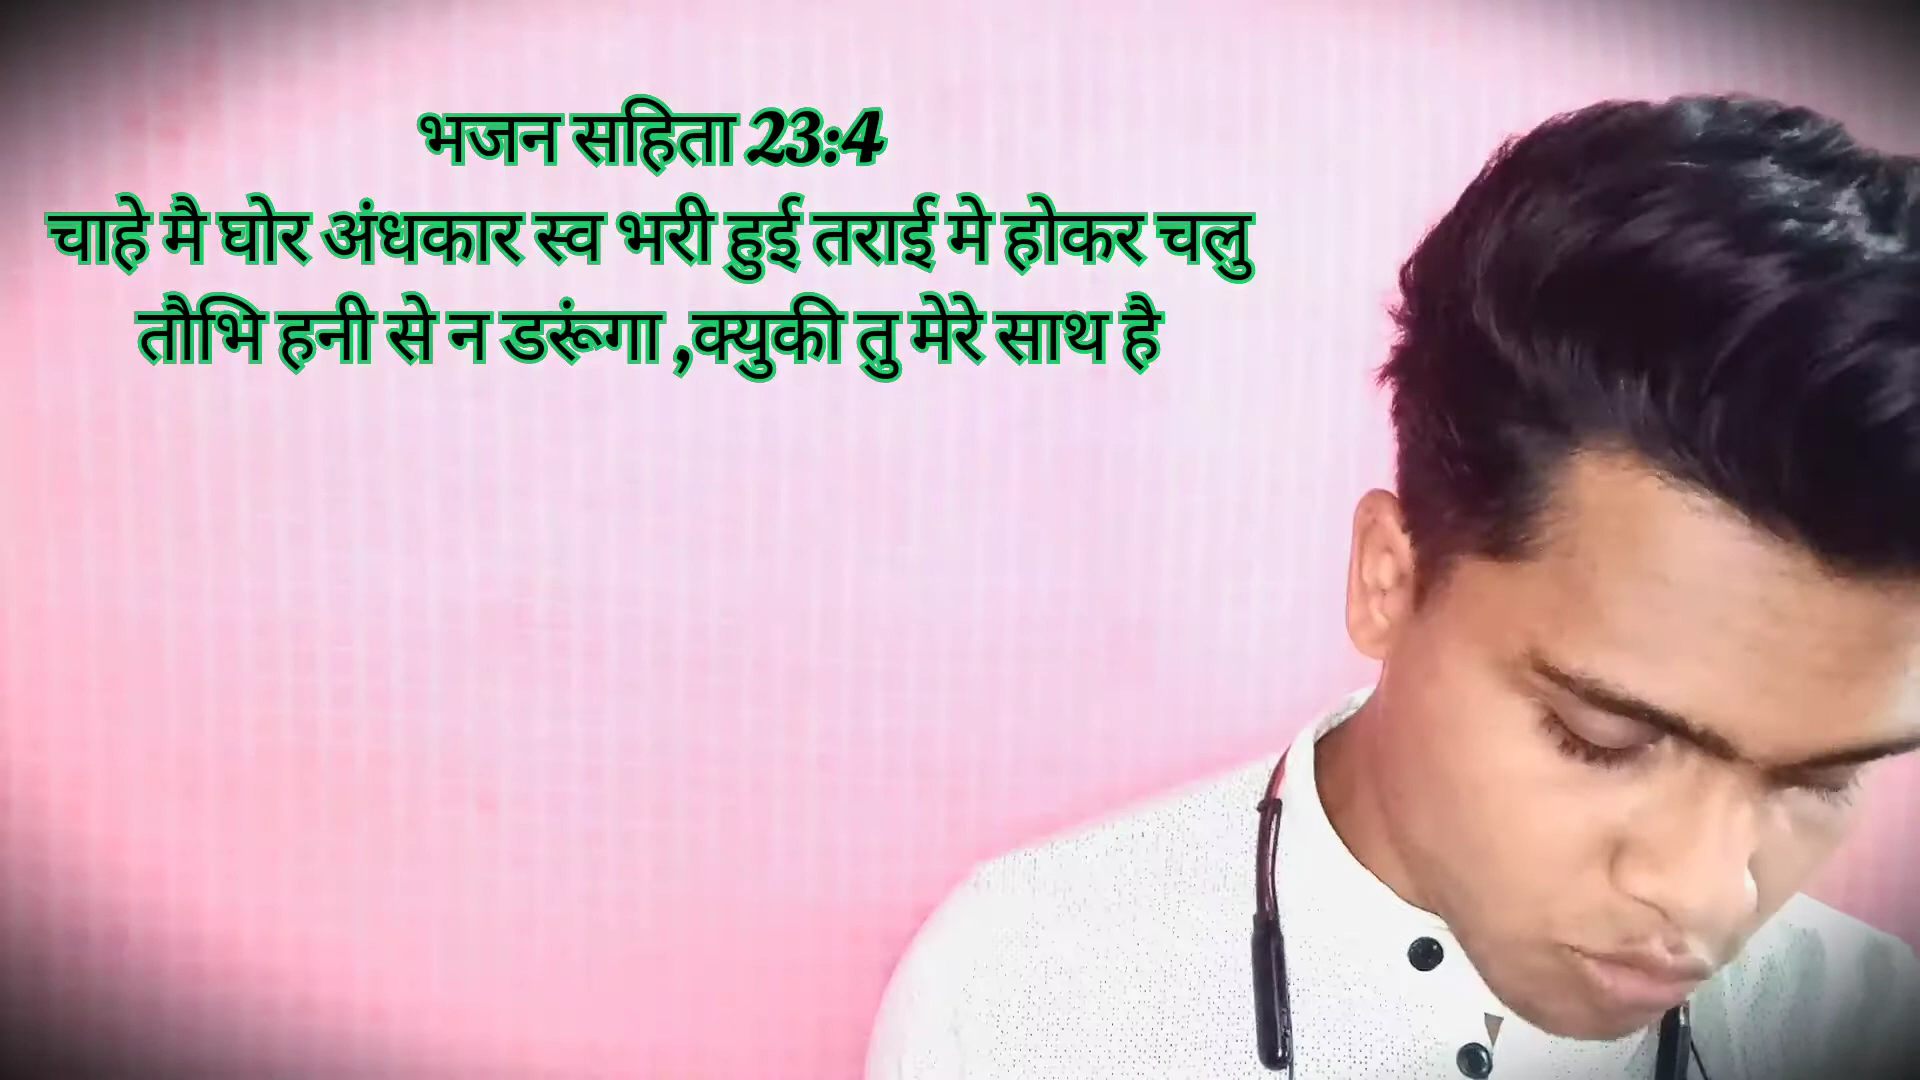 भजन सहिता 23:4
चाहे मै घोर अंधकार स्व भरी हुई तराई मे होकर चलु
तौभि हनी से न डरूंगा ,क्युकी तु मेरे साथ है